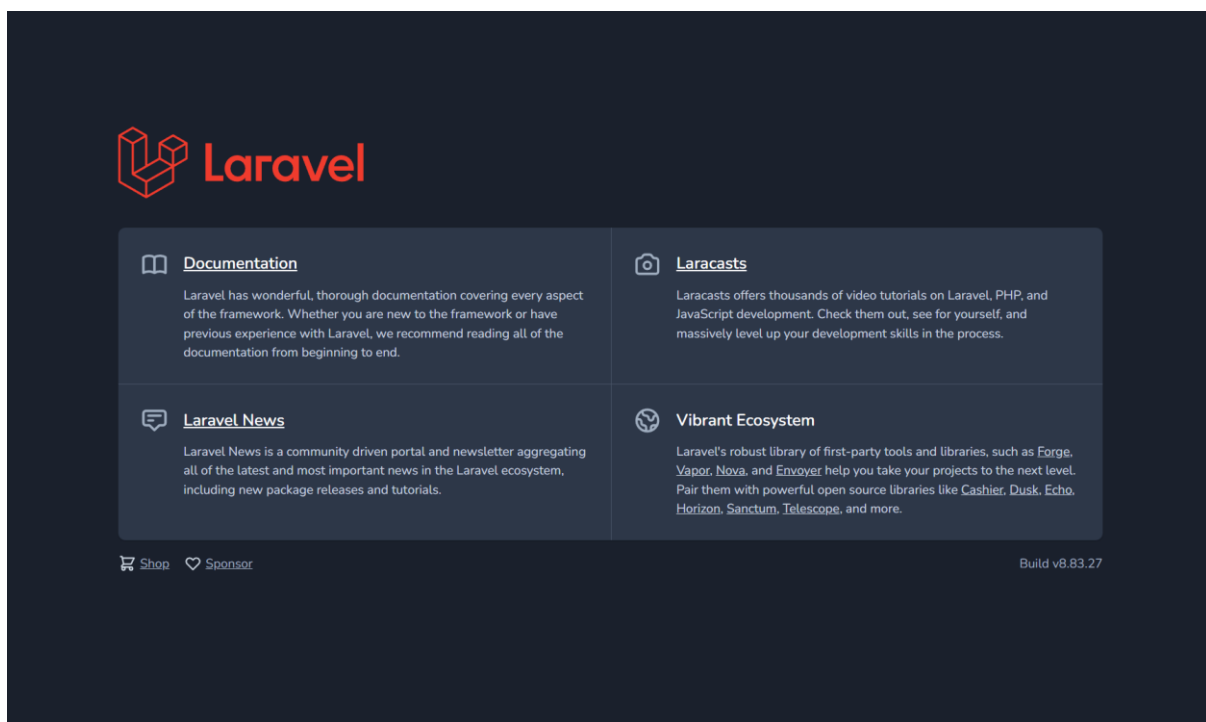 Laravel
Documentation
Laravel has wonderful, thorough documentation covering every aspect
of the framework. Whether you are new to the framework or have
previous experience with Laravel, we recommend reading all of the
documentation from beginning to end.
Laracasts
Laracasts offers thousands of video tutorials on Laravel, PHP, and
JavaScript development. Check them out, see for yourself, and
massively level up your development skills in the process.
Laravel News
Laravel News is a community driven portal and newsletter aggregating
all of the latest and most important news in the Laravel ecosystem,
including new package releases and tutorials.
Vibrant Ecosystem
Laravel's robust library of first-party tools and libraries, such as Forge,
Vapor, Nova, and Envoyer help you take your projects to the next level.
Pair them with powerful open source libraries like Cashier, Dusk, Echo,
Horizon, Sanctum, Telescope, and more.
Shop Sponsor Build v8.83.27